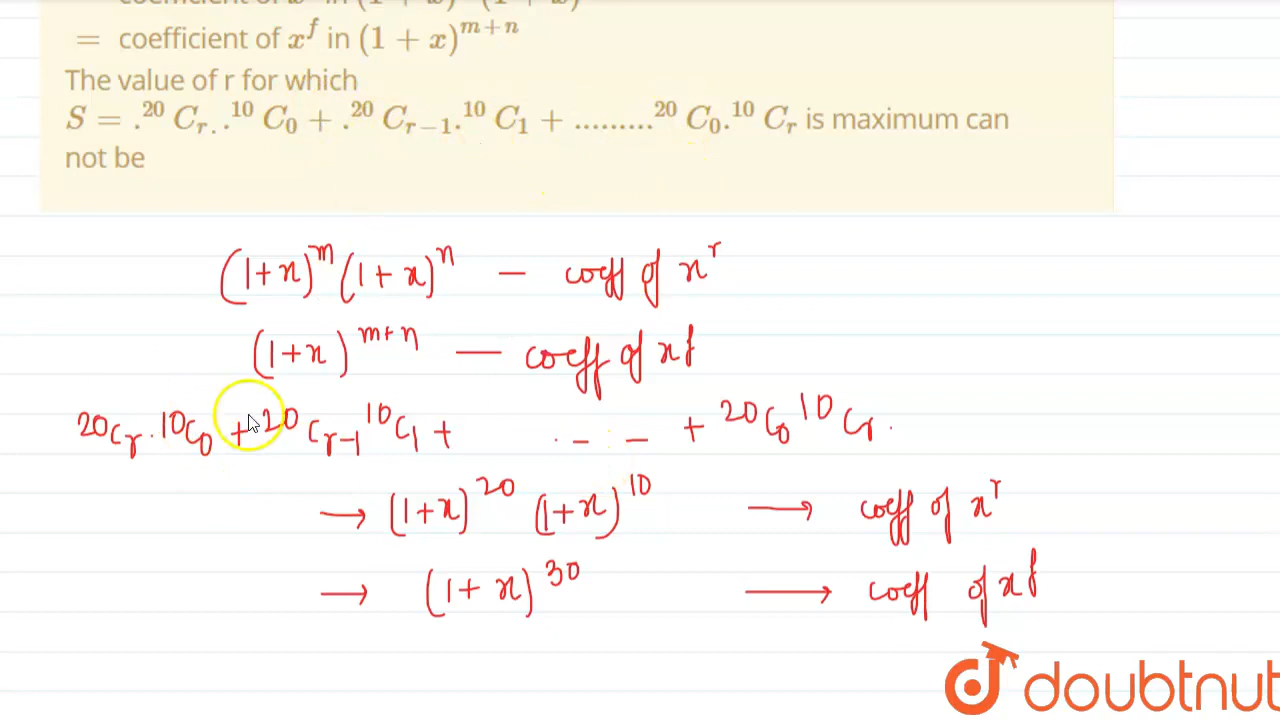 = coefficient of x^f in (1 + x)^{m+n}
The value of r for which
S = .^{20} C_{r.} .^{10} C_0 + .^{20} C_{r-1} .^{10} C_1 + .........^{20} C_0 .^{10} C_r is maximum can
not be
(1+x)^m (1+x)^n — coeff of x^r
(1+x)^{m+n} — coeff of x^f
20C_r . 10C_0 + 20C_{r-1} 10C_1 + . - - + 20C_0 10C_r .
→ (1+x)^{20} (1+x)^{10} → coeff of x^r
→ (1+x)^{30} → coeff of x^f
doubtnut